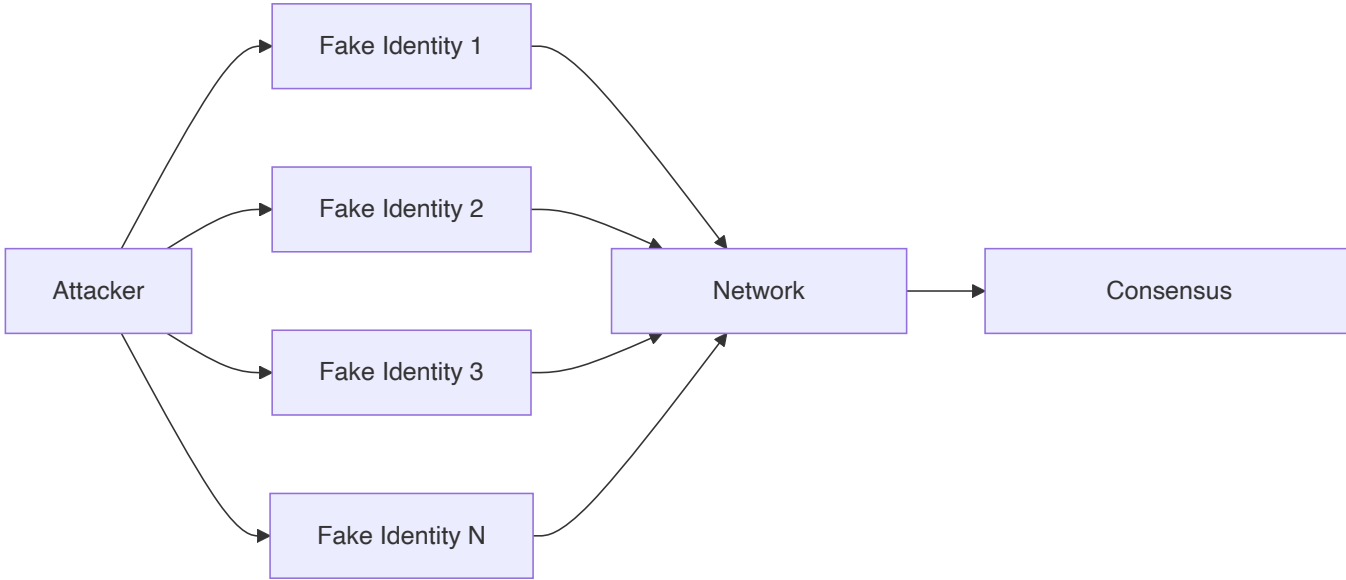 Fake Identity 1
Fake Identity 2
Attacker
Network
Consensus
Fake Identity 3
Fake Identity N